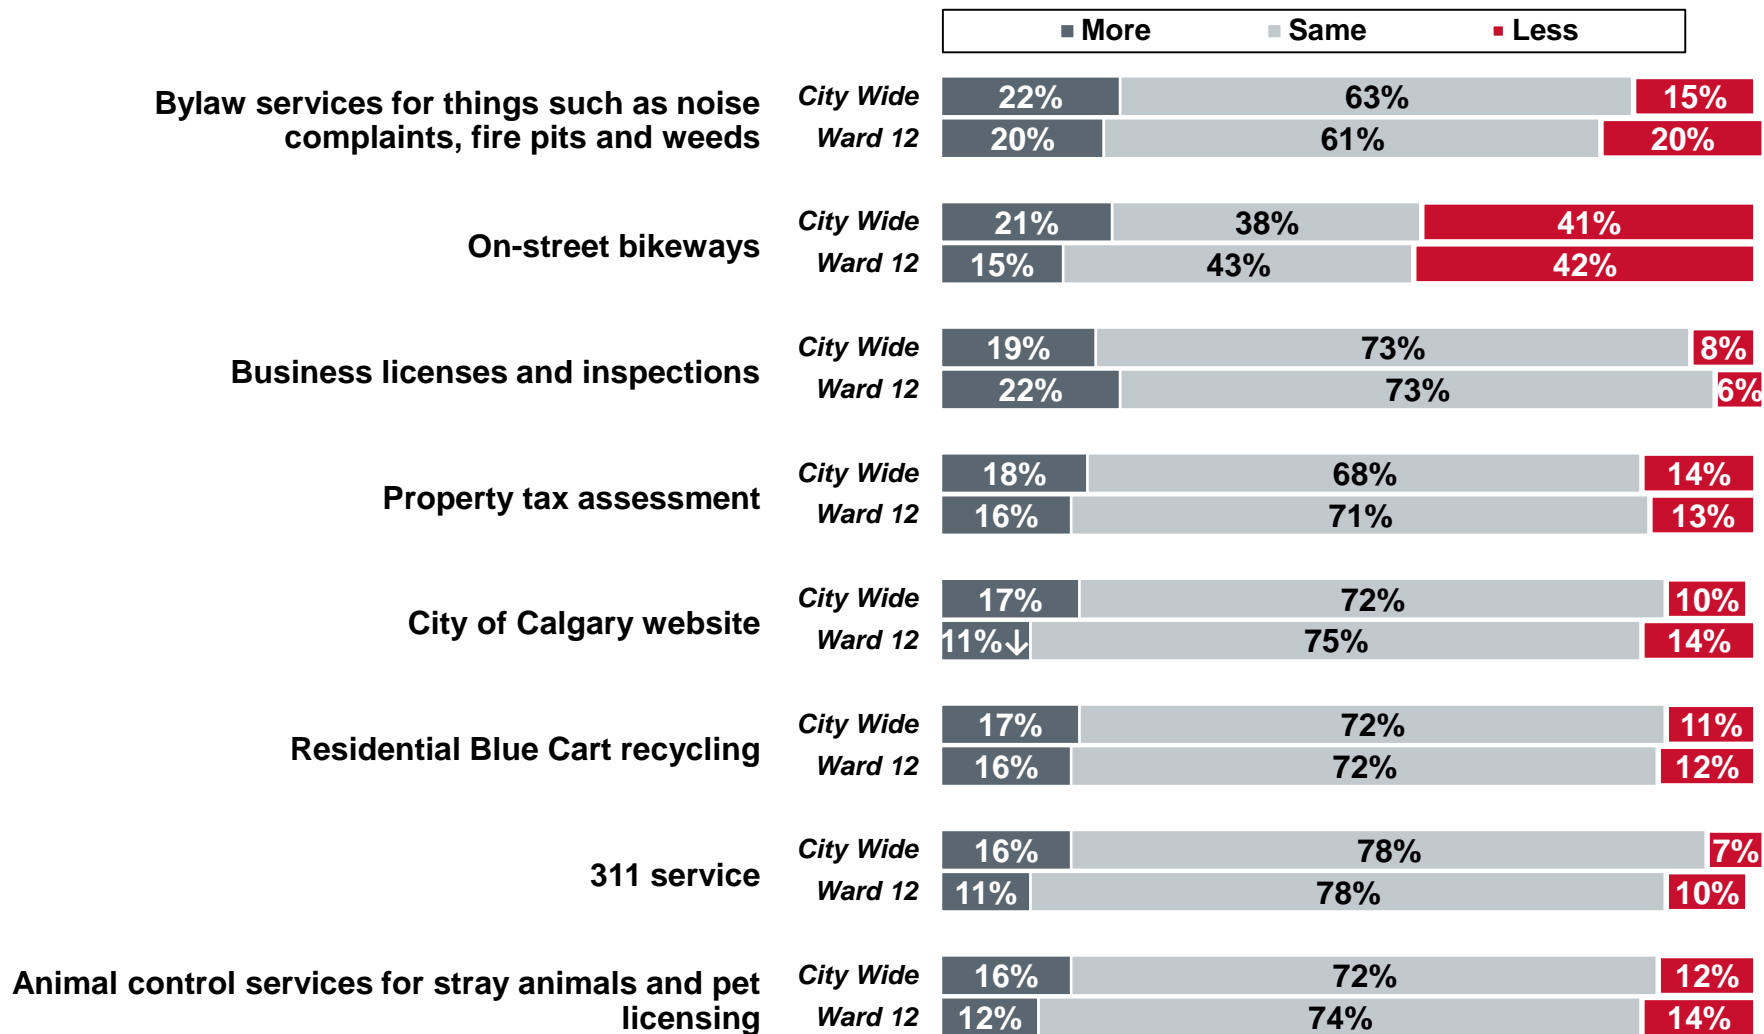 More Same Less
Bylaw services for things such as noise
complaints, fire pits and weeds
City Wide 22% 63% 15%
Ward 12 20% 61% 20%
On-street bikeways
City Wide 21% 38% 41%
Ward 12 15% 43% 42%
Business licenses and inspections
City Wide 19% 73% 8%
Ward 12 22% 73% 6%
Property tax assessment
City Wide 18% 68% 14%
Ward 12 16% 71% 13%
City of Calgary website
City Wide 17% 72% 10%
Ward 12 11%↓ 75% 14%
Residential Blue Cart recycling
City Wide 17% 72% 11%
Ward 12 16% 72% 12%
311 service
City Wide 16% 78% 7%
Ward 12 11% 78% 10%
Animal control services for stray animals and pet
licensing
City Wide 16% 72% 12%
Ward 12 12% 74% 14%